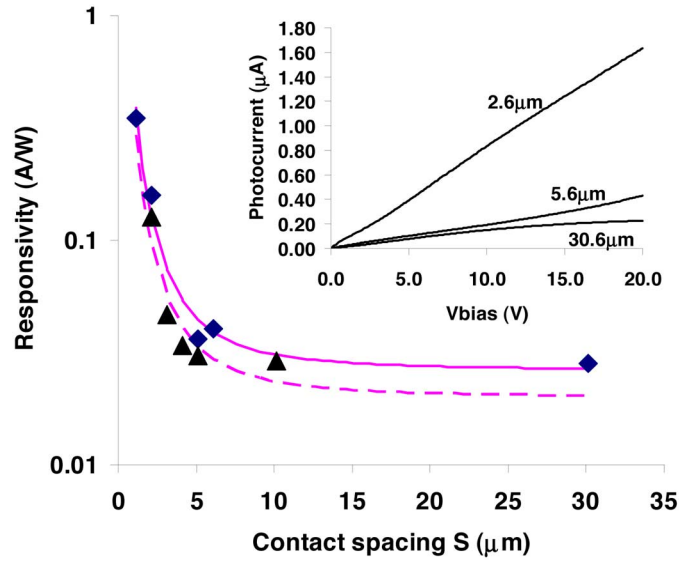 1
0.1
0.01
Responsivity (A/W)
0 5 10 15 20 25 30 35
Contact spacing S (μm)
1.80
1.60
1.40
1.20
1.00
0.80
0.60
0.40
0.20
0.00
Photocurrent (μA)
2.6μm
5.6μm
30.6μm
0.0 5.0 10.0 15.0 20.0
Vbias (V)